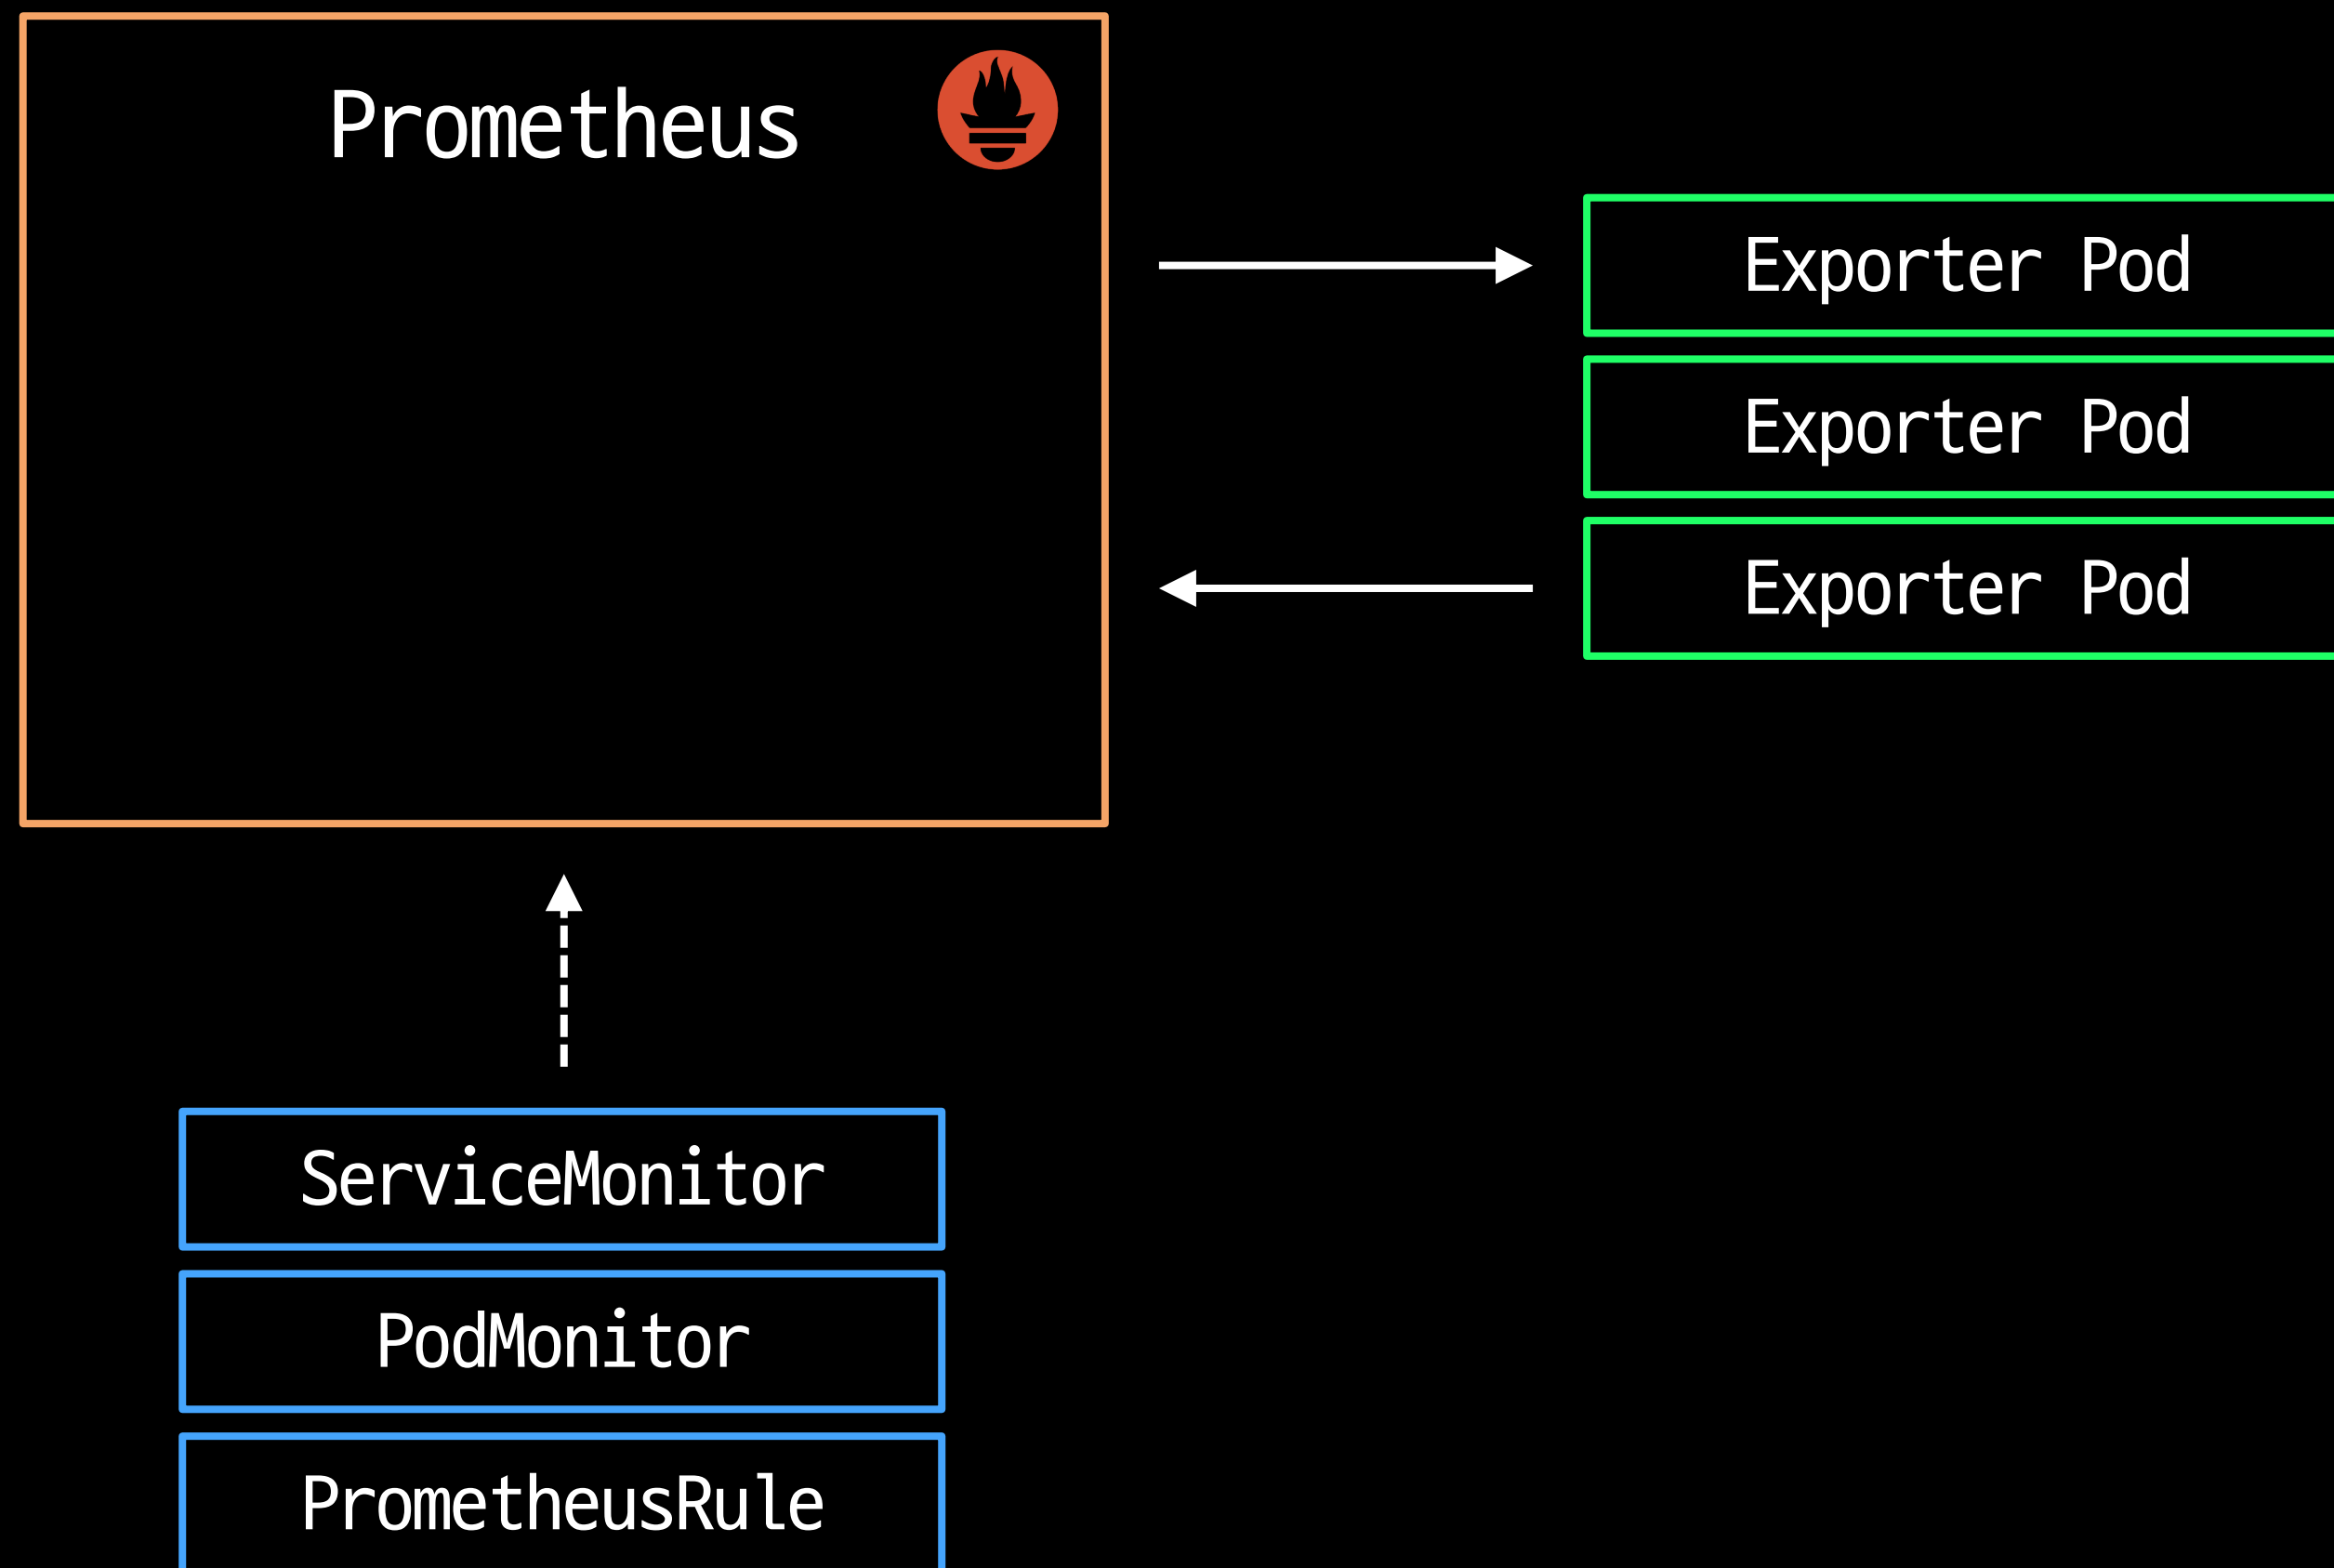 Prometheus
Exporter Pod
Exporter Pod
Exporter Pod
ServiceMonitor
PodMonitor
PrometheusRule